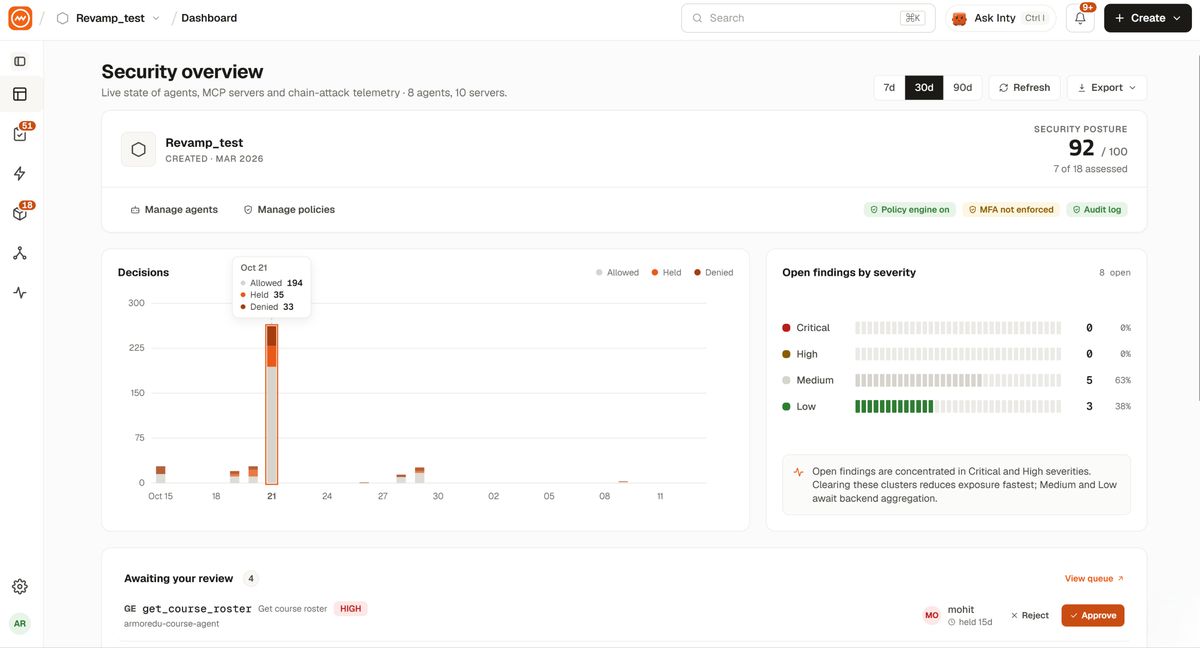 Revamp_test / Dashboard
Search ⌘K
Ask Inty Ctrl I
9+
+ Create
Security overview
Live state of agents, MCP servers and chain-attack telemetry · 8 agents, 10 servers.
7d 30d 90d Refresh Export
51
18
Revamp_test
CREATED · MAR 2026
SECURITY POSTURE
92 / 100
7 of 18 assessed
Manage agents Manage policies
Policy engine on MFA not enforced Audit log
Decisions
Allowed Held Denied
Oct 21
Allowed 194
Held 35
Denied 33
300
225
150
75
0
Oct 15 18 21 24 27 30 02 05 08 11
Open findings by severity 8 open
Critical 0 0%
High 0 0%
Medium 5 63%
Low 3 38%
Open findings are concentrated in Critical and High severities.
Clearing these clusters reduces exposure fastest; Medium and Low
await backend aggregation.
Awaiting your review 4
View queue ↗
GE get_course_roster Get course roster HIGH
armoredu-course-agent
MO mohit
held 15d
Reject Approve
AR